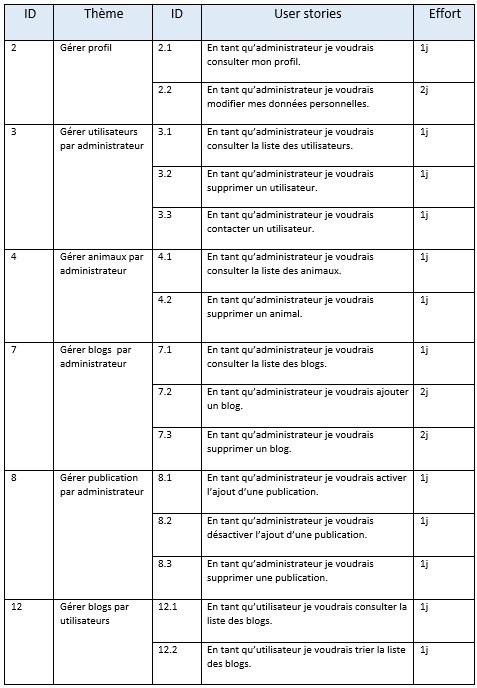 ID Thème ID User stories Effort
2 Gérer profil 2.1 En tant qu’administrateur je voudrais 1j
consulter mon profil.
2.2 En tant qu’administrateur je voudrais 2j
modifier mes données personnelles.
3 Gérer utilisateurs 3.1 En tant qu’administrateur je voudrais 1j
par administrateur consulter la liste des utilisateurs.
3.2 En tant qu’administrateur je voudrais 1j
supprimer un utilisateur.
3.3 En tant qu’administrateur je voudrais 1j
contacter un utilisateur.
4 Gérer animaux par 4.1 En tant qu’administrateur je voudrais 1j
administrateur consulter la liste des animaux.
4.2 En tant qu’administrateur je voudrais 1j
supprimer un animal.
7 Gérer blogs par 7.1 En tant qu’administrateur je voudrais 1j
administrateur consulter la liste des blogs.
7.2 En tant qu’administrateur je voudrais ajouter 2j
un blog.
7.3 En tant qu’administrateur je voudrais 2j
supprimer un blog.
8 Gérer publication 8.1 En tant qu’administrateur je voudrais activer 1j
par administrateur l’ajout d’une publication.
8.2 En tant qu’administrateur je voudrais 1j
désactiver l’ajout d’une publication.
8.3 En tant qu’administrateur je voudrais 1j
supprimer une publication.
12 Gérer blogs par 12.1 En tant qu’utilisateur je voudrais consulter la 1j
utilisateurs liste des blogs.
12.2 En tant qu’utilisateur je voudrais trier la liste 1j
des blogs.